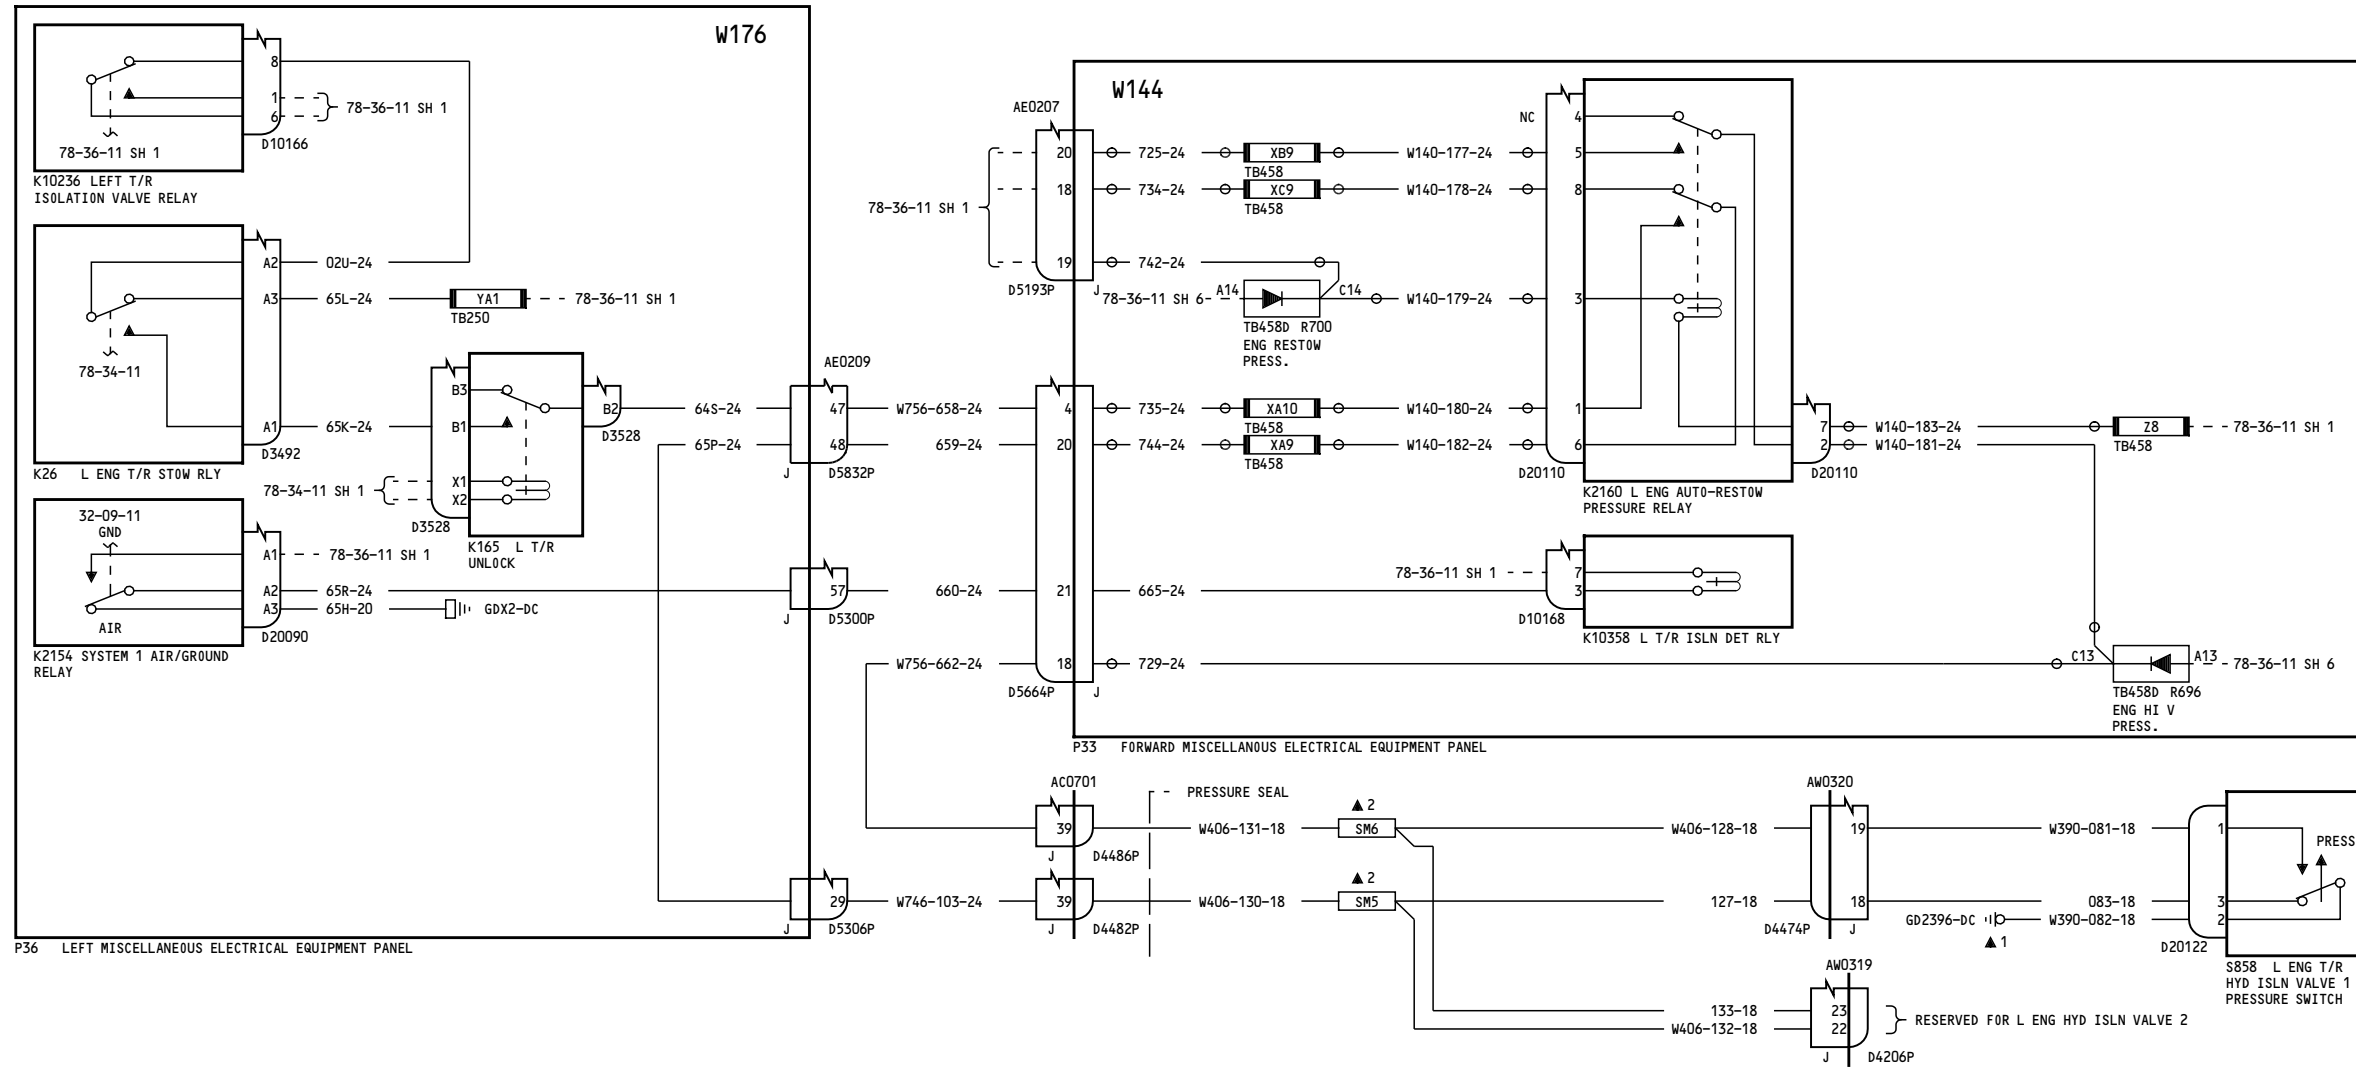 W176
8
1
6
78-36-11 SH 1
78-36-11 SH 1
D10166
K10236 LEFT T/R
ISOLATION VALVE RELAY
A2
02U-24
A3
65L-24
YA1
TB250
78-36-11 SH 1
78-34-11
A1
65K-24
D3492
K26 L ENG T/R STOW RLY
B3
B1
B2
D3528
78-34-11 SH 1
X1
X2
D3528
K165 L T/R
UNLOCK
32-09-11
GND
A1
78-36-11 SH 1
A2
65R-24
A3
65H-20
GDX2-DC
AIR
D20090
K2154 SYSTEM 1 AIR/GROUND
RELAY
64S-24
65P-24
AE0209
47
48
J
D5832P
57
J
D5300P
29
J
D5306P
P36 LEFT MISCELLANEOUS ELECTRICAL EQUIPMENT PANEL
W756-658-24
659-24
660-24
W756-662-24
W746-103-24
W144
AE0207
20
18
19
78-36-11 SH 1
D5193P
J
725-24
XB9
TB458
W140-177-24
734-24
XC9
TB458
W140-178-24
742-24
78-36-11 SH 6
A14
C14
W140-179-24
TB458D R700
ENG RESTOW
PRESS.
4
735-24
XA10
TB458
W140-180-24
20
744-24
XA9
TB458
W140-182-24
21
665-24
18
729-24
D5664P
J
NC
4
5
8
3
1
6
D20110
7
2
D20110
K2160 L ENG AUTO-RESTOW
PRESSURE RELAY
W140-183-24
W140-181-24
Z8
TB458
78-36-11 SH 1
78-36-11 SH 1
7
3
D10168
K10358 L T/R ISLN DET RLY
C13
A13
78-36-11 SH 6
TB458D R696
ENG HI V
PRESS.
P33 FORWARD MISCELLANOUS ELECTRICAL EQUIPMENT PANEL
AC0701
39
J
D4486P
39
J
D4482P
PRESSURE SEAL
W406-131-18
2
SM6
W406-130-18
2
SM5
W406-128-18
127-18
AW0320
19
18
D4474P
J
W390-081-18
083-18
GD2396-DC
W390-082-18
1
1
3
2
D20122
PRESS
S858 L ENG T/R
HYD ISLN VALVE 1
PRESSURE SWITCH
AW0319
133-18
23
W406-132-18
22
RESERVED FOR L ENG HYD ISLN VALVE 2
J
D4206P